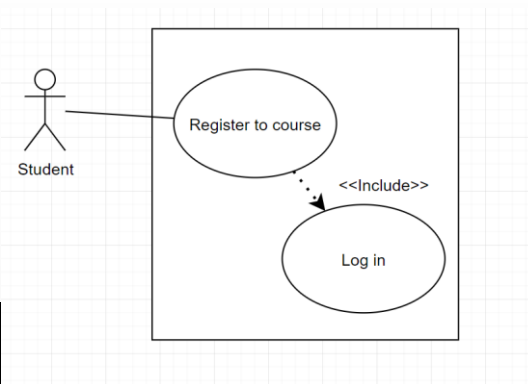 Register to course
Student
<<Include>>
Log in